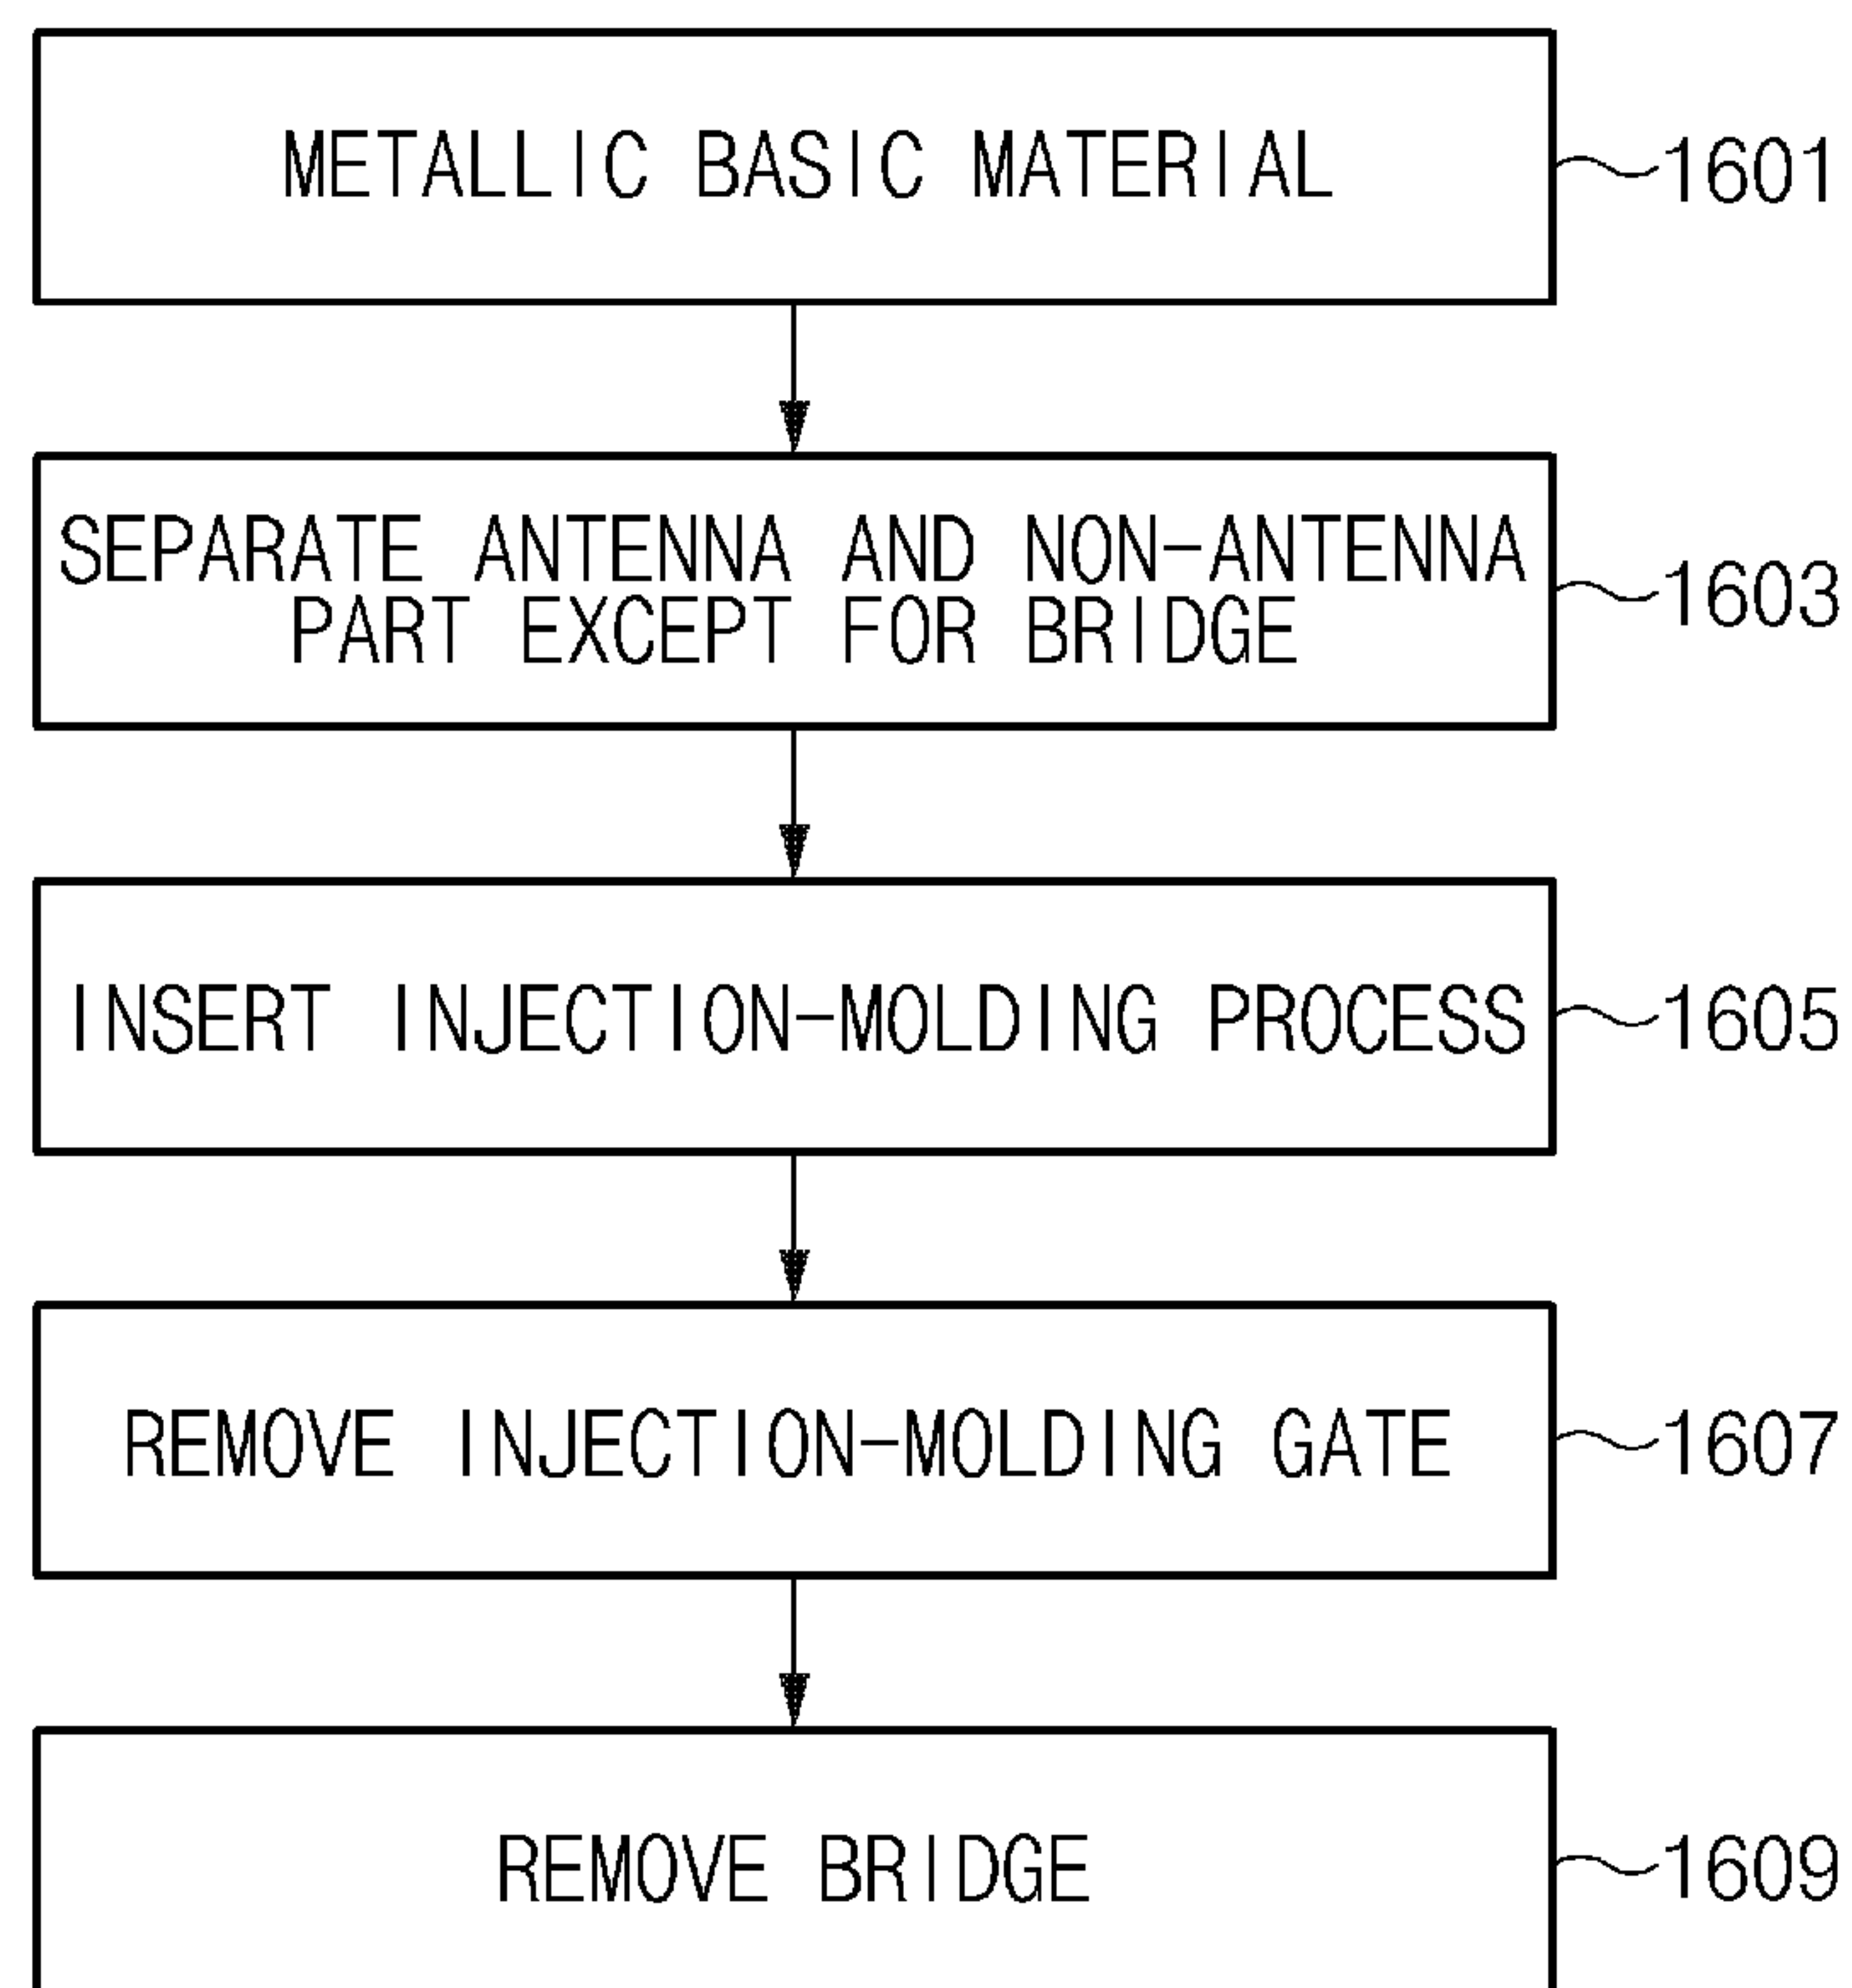 METALLIC BASIC MATERIAL
1601
SEPARATE ANTENNA AND NON-ANTENNA
PART EXCEPT FOR BRIDGE
1603
INSERT INJECTION-MOLDING PROCESS
1605
REMOVE INJECTION-MOLDING GATE
1607
REMOVE BRIDGE
1609